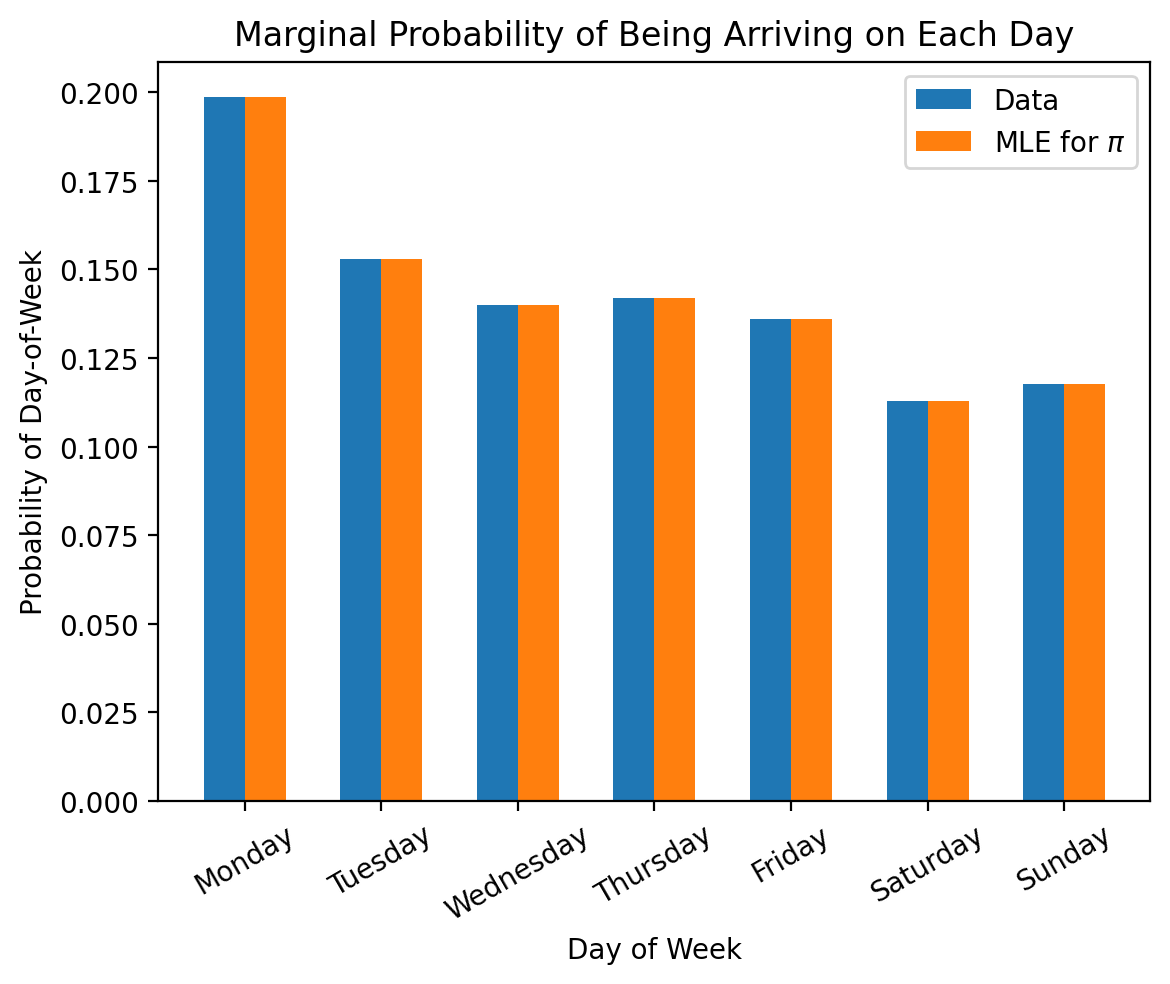 Marginal Probability of Being Arriving on Each Day
Data
MLE for π
Probability of Day-of-Week
0.200
0.175
0.150
0.125
0.100
0.075
0.050
0.025
0.000
Monday
Tuesday
Wednesday
Thursday
Friday
Saturday
Sunday
Day of Week